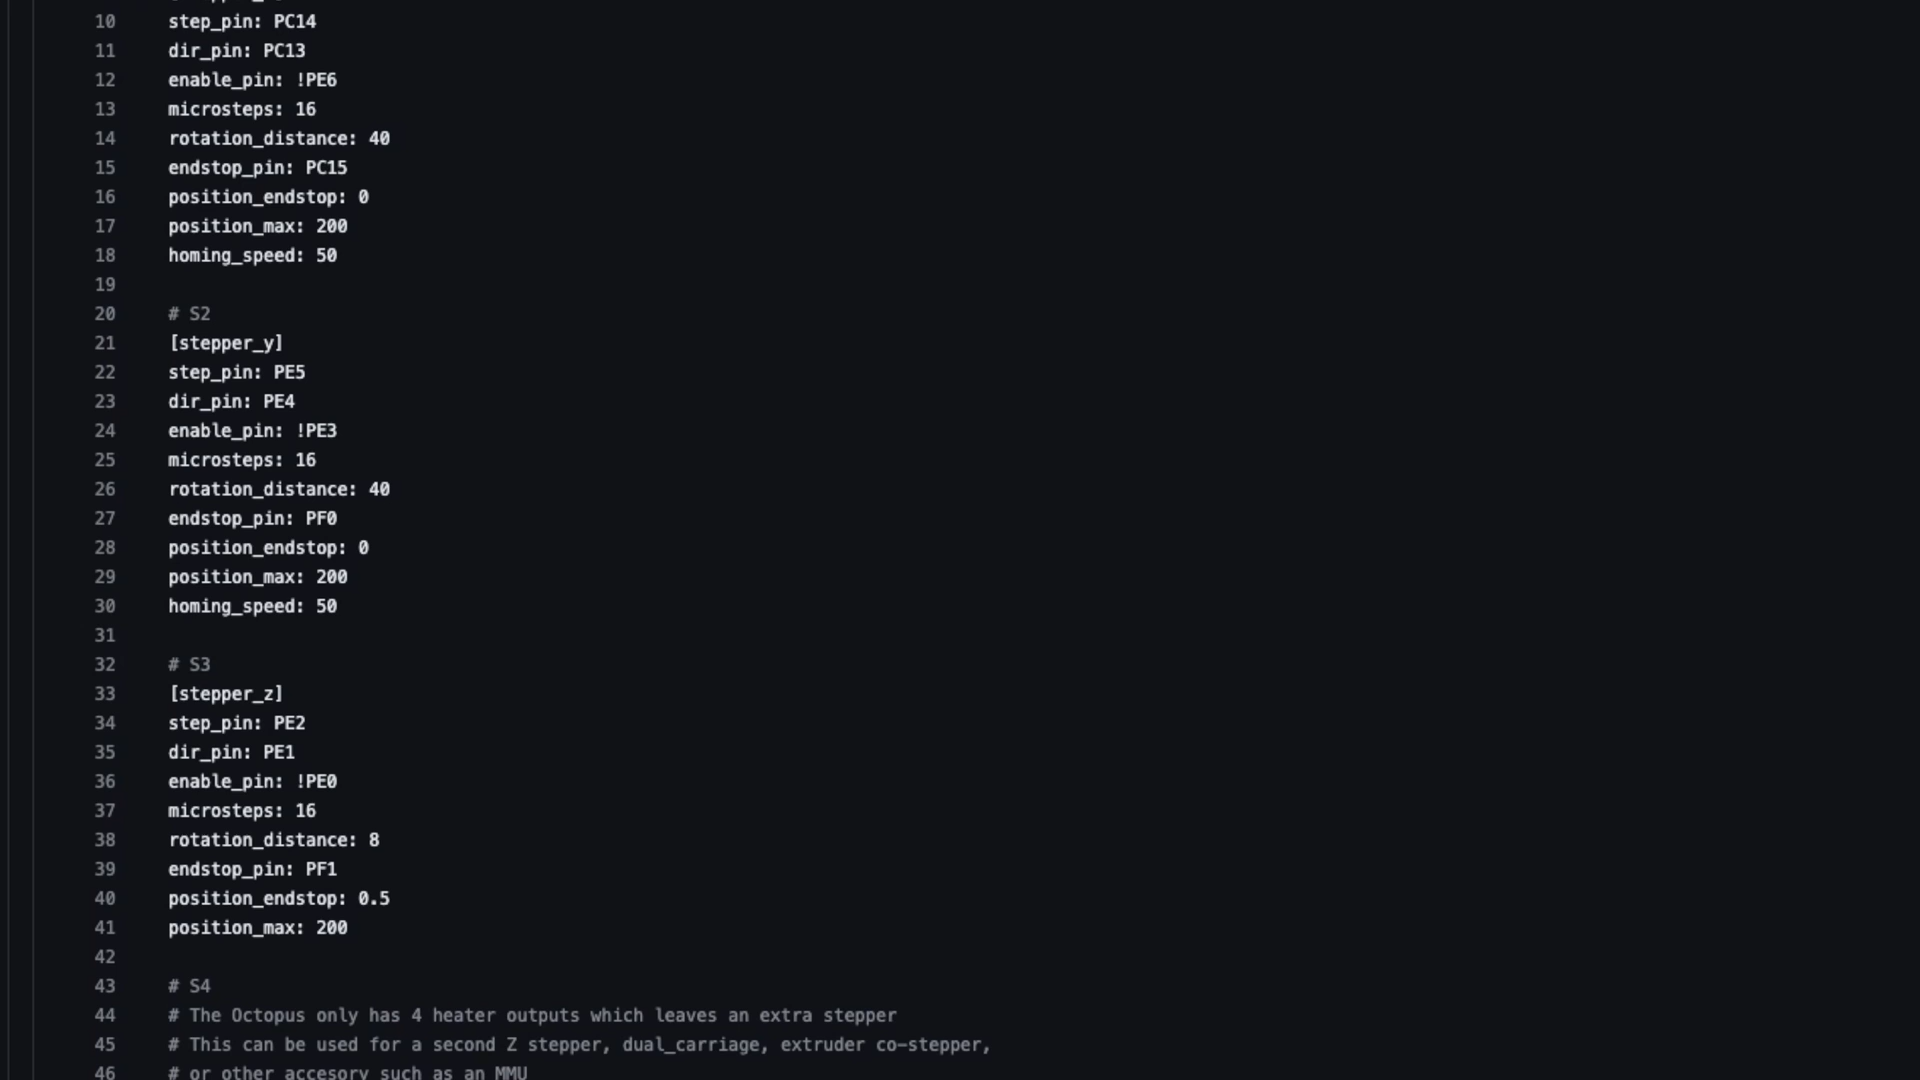 10 step_pin: PC14
11 dir_pin: PC13
12 enable_pin: !PE6
13 microsteps: 16
14 rotation_distance: 40
15 endstop_pin: PC15
16 position_endstop: 0
17 position_max: 200
18 homing_speed: 50
19
20 # S2
21 [stepper_y]
22 step_pin: PE5
23 dir_pin: PE4
24 enable_pin: !PE3
25 microsteps: 16
26 rotation_distance: 40
27 endstop_pin: PF0
28 position_endstop: 0
29 position_max: 200
30 homing_speed: 50
31
32 # S3
33 [stepper_z]
34 step_pin: PE2
35 dir_pin: PE1
36 enable_pin: !PE0
37 microsteps: 16
38 rotation_distance: 8
39 endstop_pin: PF1
40 position_endstop: 0.5
41 position_max: 200
42
43 # S4
44 # The Octopus only has 4 heater outputs which leaves an extra stepper
45 # This can be used for a second Z stepper, dual_carriage, extruder co-stepper,
46 # or other accesory such as an MMU